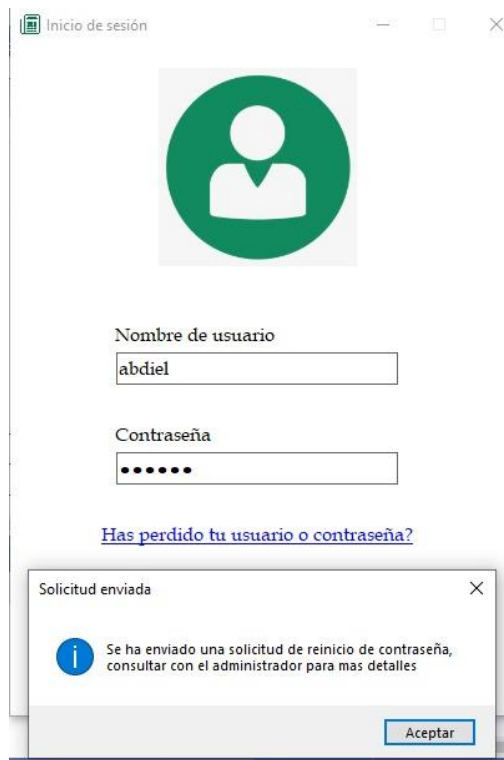 Inicio de sesión
Nombre de usuario
abdiel
Contraseña
••••••
Has perdido tu usuario o contraseña?
Solicitud enviada
Se ha enviado una solicitud de reinicio de contraseña,
consultar con el administrador para mas detalles
Aceptar